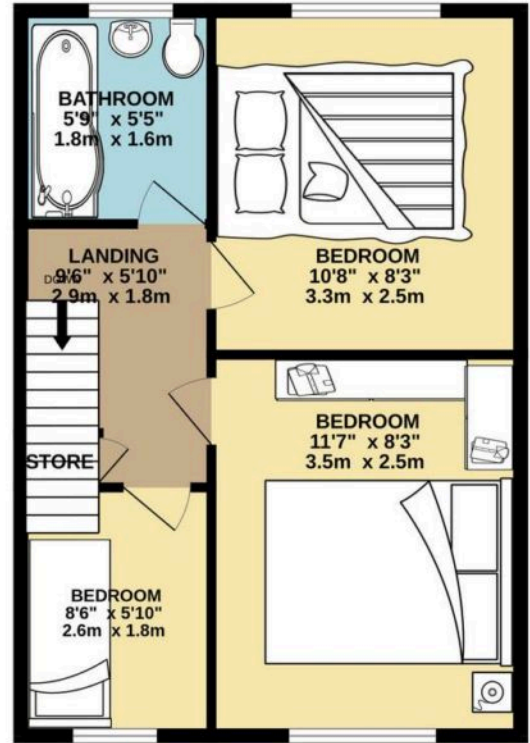 BATHROOM
5'9" x 5'5"
1.8m x 1.6m
LANDING
9'6" x 5'10"
2.9m x 1.8m
BEDROOM
10'8" x 8'3"
3.3m x 2.5m
BEDROOM
11'7" x 8'3"
3.5m x 2.5m
STORE
BEDROOM
8'6" x 5'10"
2.6m x 1.8m